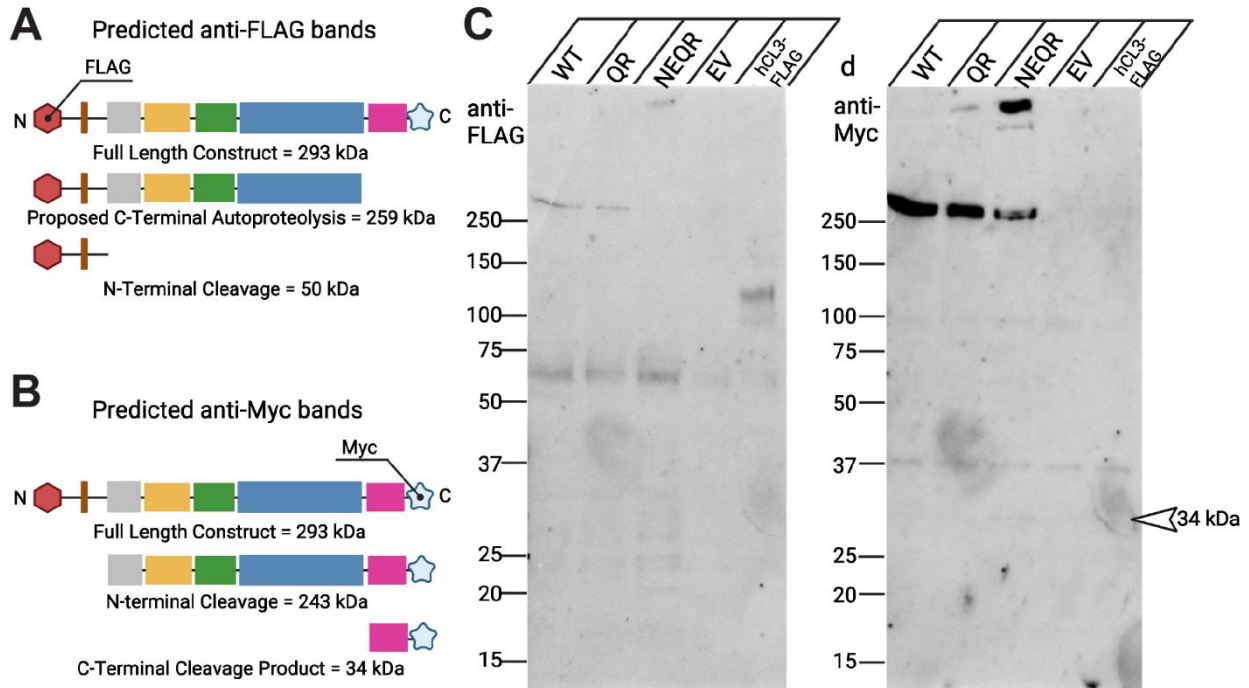 A
Predicted anti-FLAG bands
FLAG
N
C
Full Length Construct = 293 kDa
Proposed C-Terminal Autoproteolysis = 259 kDa
N-Terminal Cleavage = 50 kDa
B
Predicted anti-Myc bands
Myc
N
C
Full Length Construct = 293 kDa
N-terminal Cleavage = 243 kDa
C-Terminal Cleavage Product = 34 kDa
C
WT
QR
NEQR
EV
hCL3-
FLAG
anti-
FLAG
250
150
100
75
50
37
25
20
15
d
WT
QR
NEQR
EV
hCL3-
FLAG
anti-
Myc
250
150
100
75
50
37
25
20
15
34 kDa